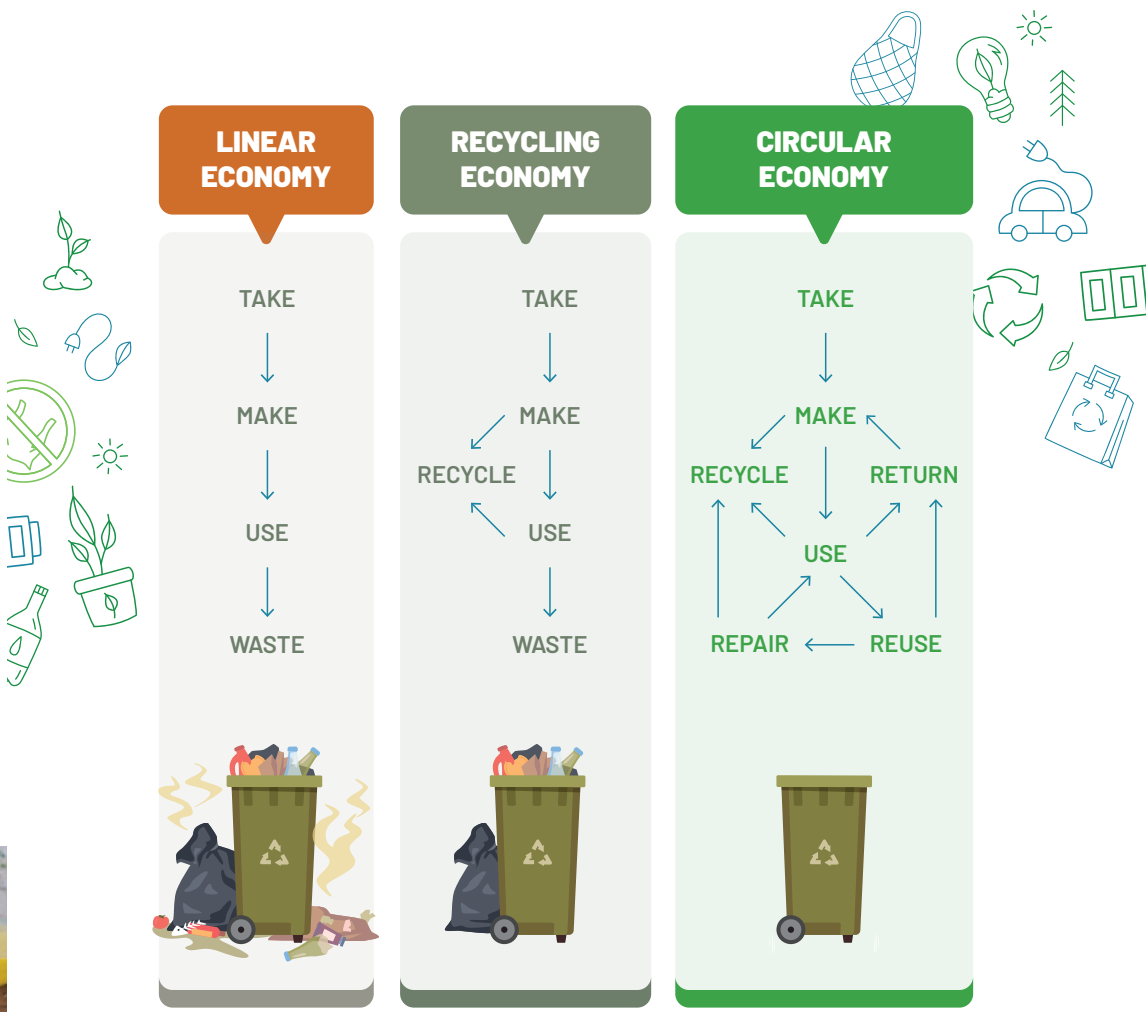 LINEAR
ECONOMY
TAKE
MAKE
USE
WASTE
RECYCLING
ECONOMY
TAKE
MAKE
RECYCLE
USE
WASTE
CIRCULAR
ECONOMY
TAKE
MAKE
RECYCLE RETURN
USE
REPAIR REUSE